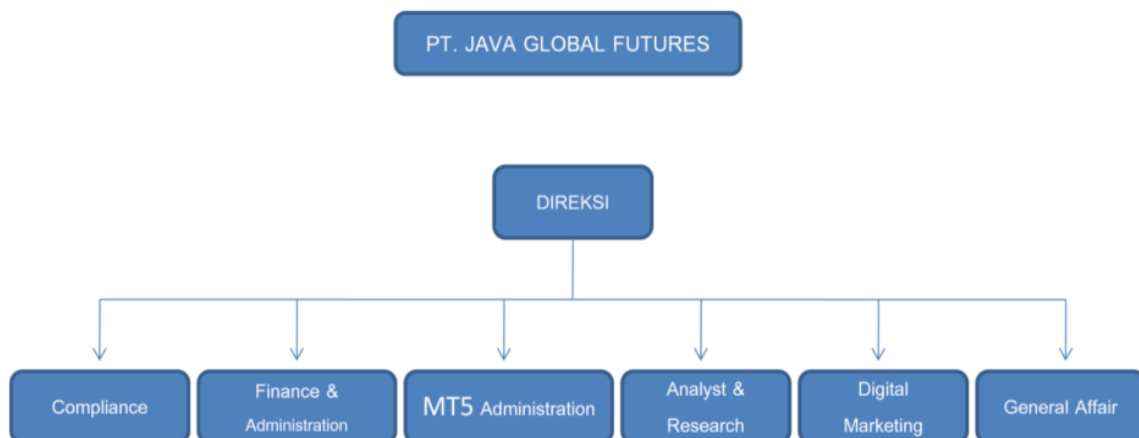 PT. JAVA GLOBAL FUTURES
DIREKSI
Compliance
Finance &
Administration
MT5 Administration
Analyst &
Research
Digital
Marketing
General Affair